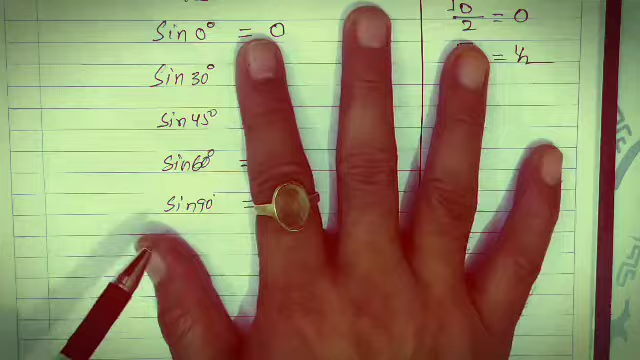 Sin 0° = 0
√0/2 = 0
Sin 30°
= 1/2
Sin 45°
Sin 60° =
Sin 90° =